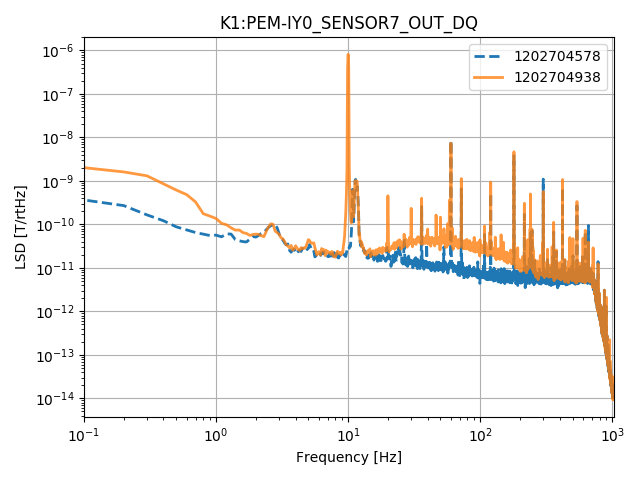 K1:PEM-IY0_SENSOR7_OUT_DQ
1202704578
1202704938
LSD [T/rtHz]
10⁻⁶
10⁻⁷
10⁻⁸
10⁻⁹
10⁻¹⁰
10⁻¹¹
10⁻¹²
10⁻¹³
10⁻¹⁴
10⁻¹ 10⁰ 10¹ 10² 10³
Frequency [Hz]